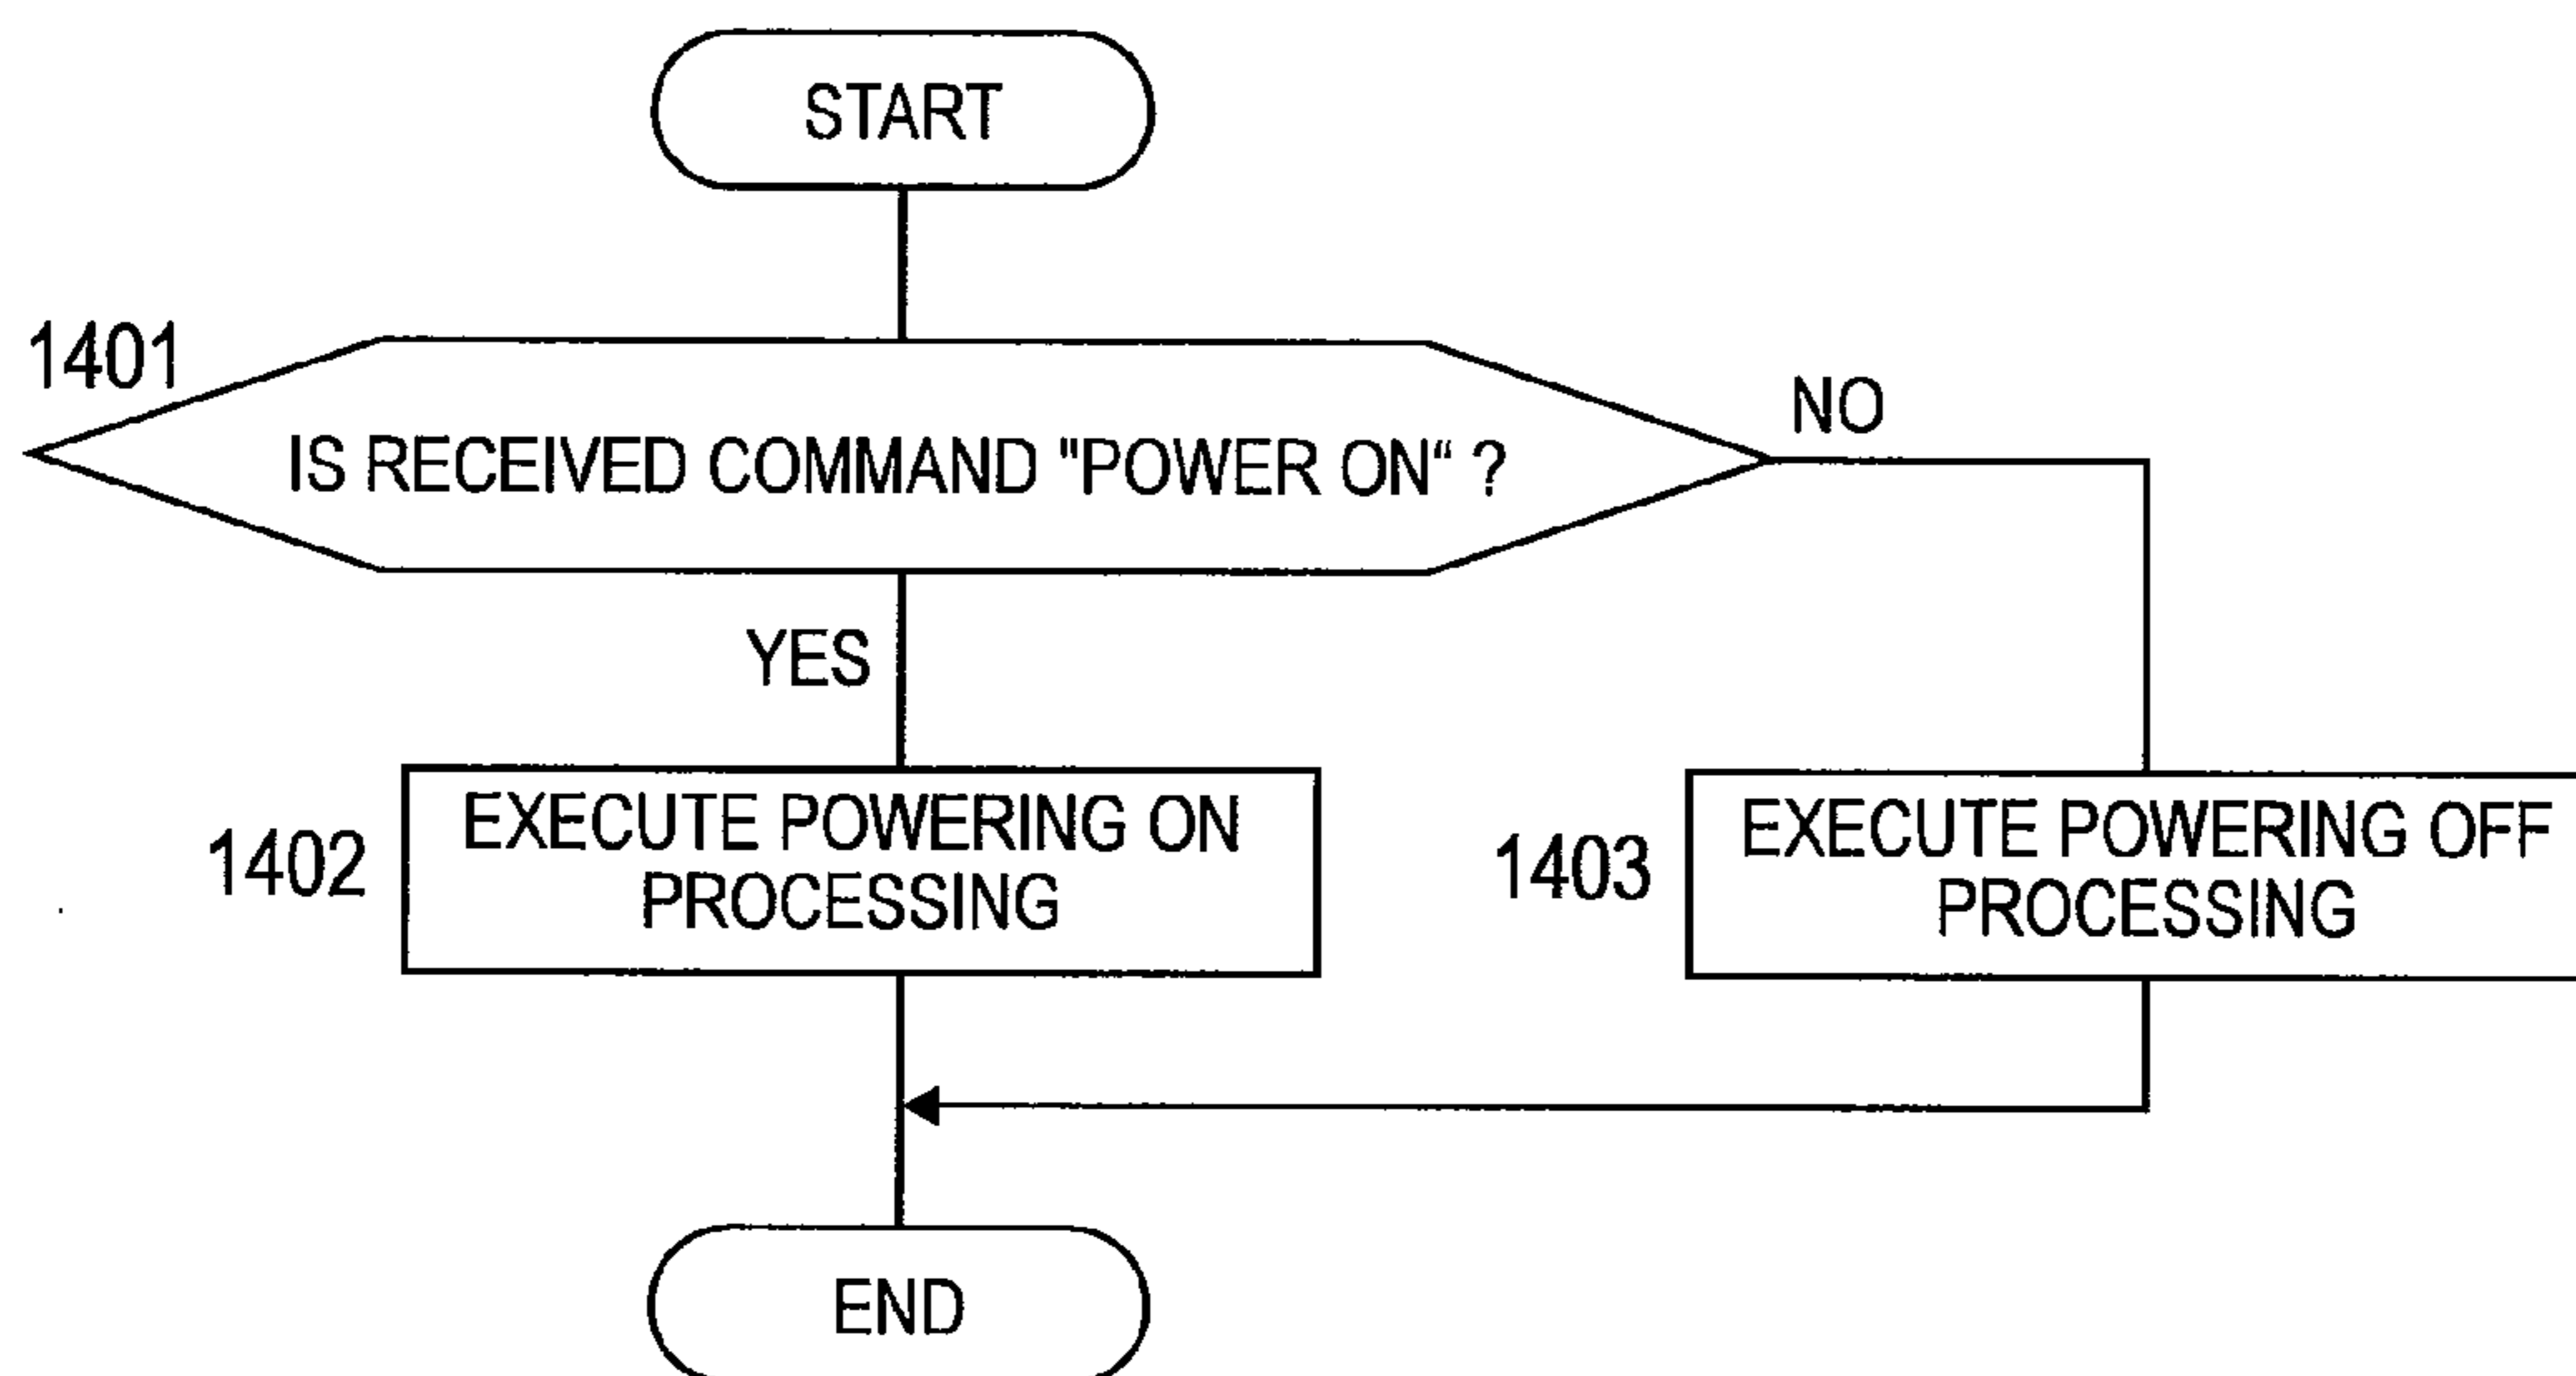 START
1401
IS RECEIVED COMMAND "POWER ON“ ?
NO
YES
1402
EXECUTE POWERING ON
PROCESSING
1403
EXECUTE POWERING OFF
PROCESSING
END